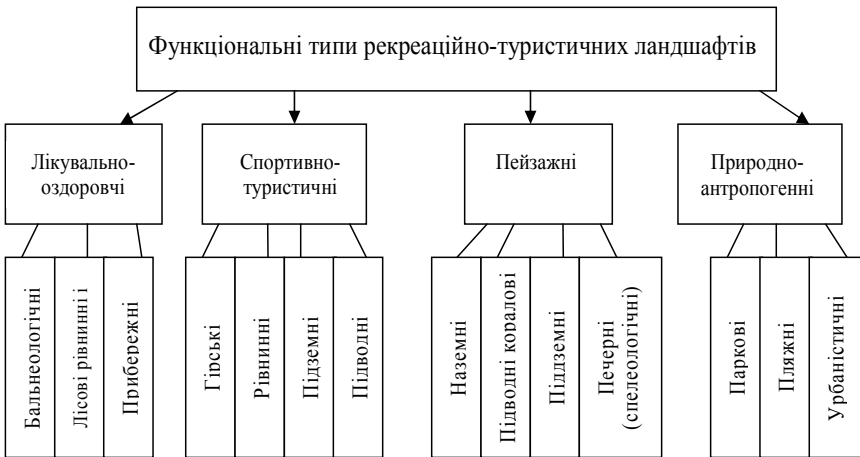 Функціональні типи рекреаційно-туристичних ландшафтів
Лікувально-
оздоровчі
Спортивно-
туристичні
Пейзажні
Природно-
антропогенні
Бальнеологічні
Лісові рівнинні і
Прибережні
Гірські
Рівнинні
Підземні
Підводні
Наземні
Підводні коралові
Піддземні
Печерні
(спелеологічні)
Паркові
Пляжні
Урбаністичні